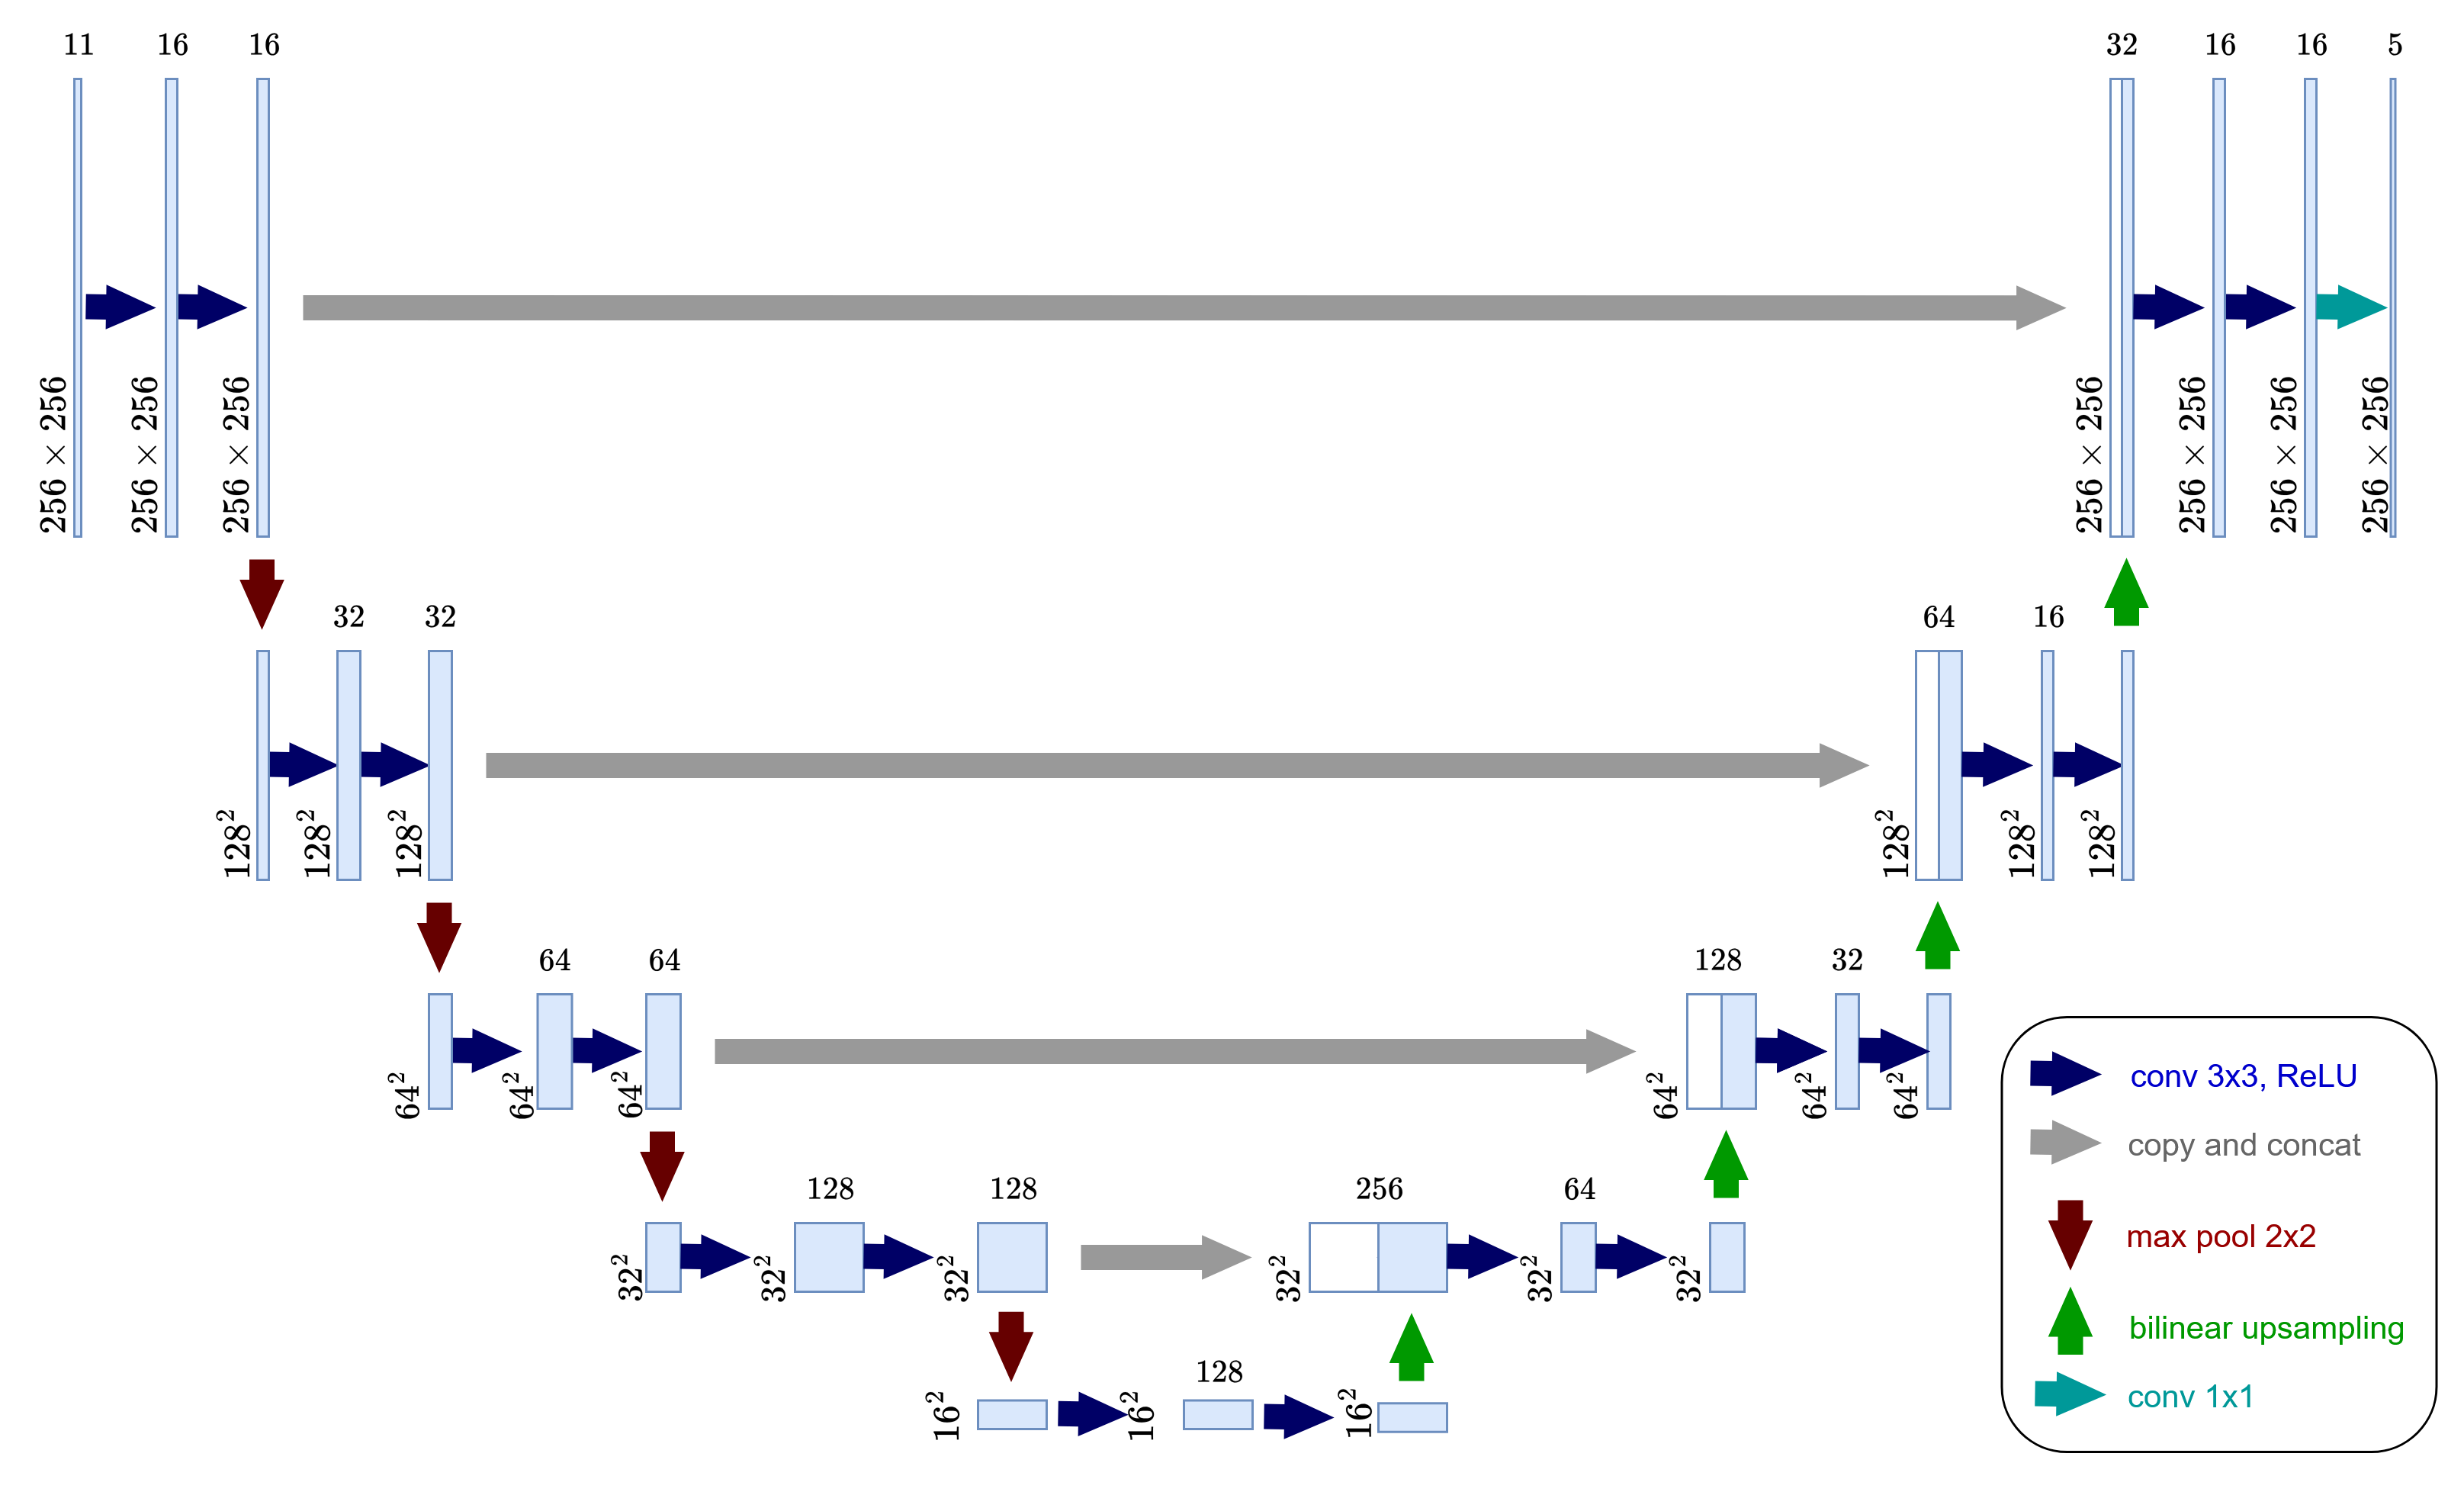 11 16 16 32 16 16 5
256 × 256 256 × 256 256 × 256 256 × 256 256 × 256 256 × 256 256 × 256
32 32 64 16
128² 128² 128² 128² 128² 128²
64 64 128 32
64² 64² 64² 64² 64² 64²
128 128 256 64
32² 32² 32² 32² 32² 32²
128
16² 16² 16²
conv 3x3, ReLU
copy and concat
max pool 2x2
bilinear upsampling
conv 1x1